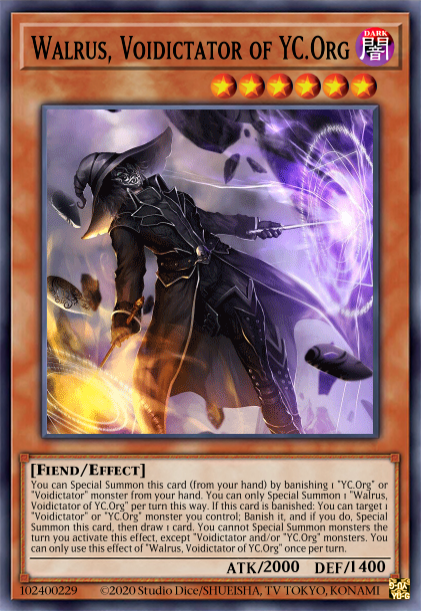 Walrus, Voidictator of YC.Org
DARK
闇
[Fiend/Effect]
You can Special Summon this card (from your hand) by banishing 1 "YC.Org" or
"Voidictator" monster from your hand. You can only Special Summon 1 "Walrus,
Voidictator of YC.Org" per turn this way. If this card is banished: You can target 1
"Voidictator" or "YC.Org" monster you control; Banish it, and if you do, Special
Summon this card, then draw 1 card. You cannot Special Summon monsters the
turn you activate this effect, except "Voidictator and/or "YC.Org" monsters. You can
only use this effect of "Walrus, Voidictator of YC.Org" once per turn.
ATK/2000 DEF/1400
102400229 ©2020 Studio Dice/SHUEISHA, TV TOKYO, KONAMI